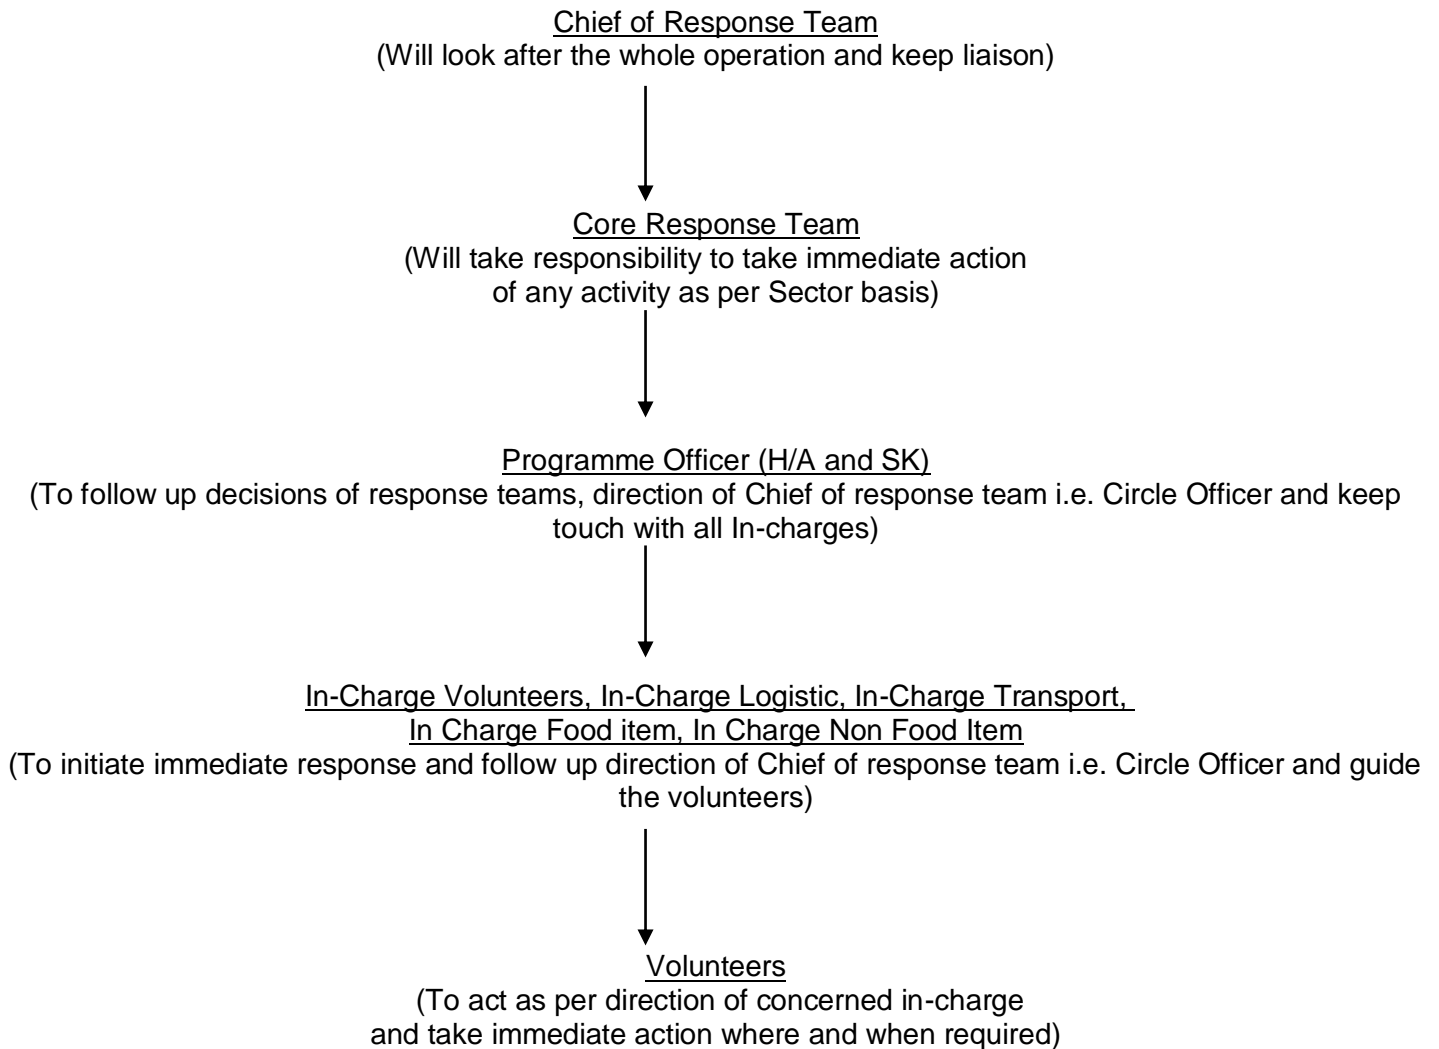 Chief of Response Team
(Will look after the whole operation and keep liaison)
Core Response Team
(Will take responsibility to take immediate action
of any activity as per Sector basis)
Programme Officer (H/A and SK)
(To follow up decisions of response teams, direction of Chief of response team i.e. Circle Officer and keep
touch with all In-charges)
In-Charge Volunteers, In-Charge Logistic, In-Charge Transport,
In Charge Food item, In Charge Non Food Item
(To initiate immediate response and follow up direction of Chief of response team i.e. Circle Officer and guide
the volunteers)
Volunteers
(To act as per direction of concerned in-charge
and take immediate action where and when required)